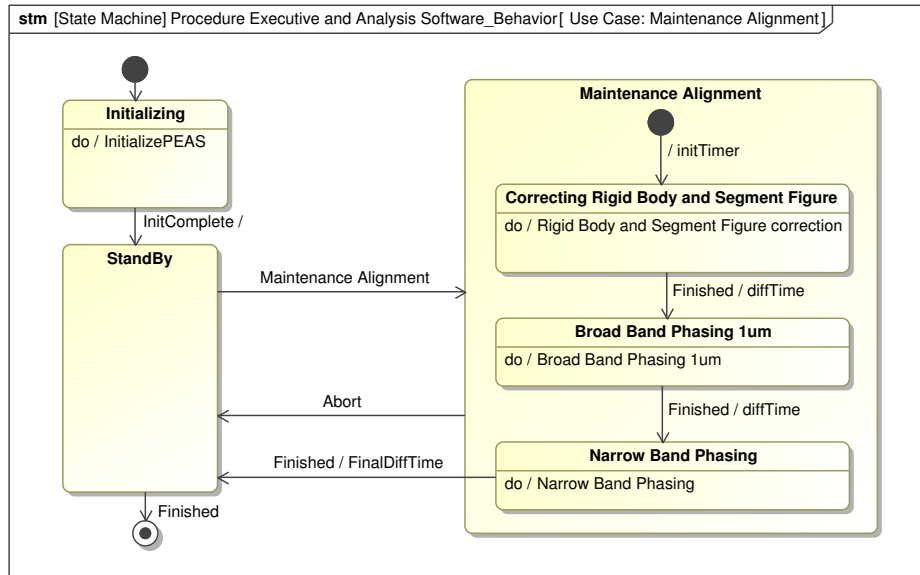 stm [State Machine] Procedure Executive and Analysis Software_Behavior[ Use Case: Maintenance Alignment ]
Initializing
do / InitializePEAS
InitComplete /
StandBy
Maintenance Alignment
Abort
Finished / FinalDiffTime
Finished
Maintenance Alignment
/ initTimer
Correcting Rigid Body and Segment Figure
do / Rigid Body and Segment Figure correction
Finished / diffTime
Broad Band Phasing 1um
do / Broad Band Phasing 1um
Finished / diffTime
Narrow Band Phasing
do / Narrow Band Phasing